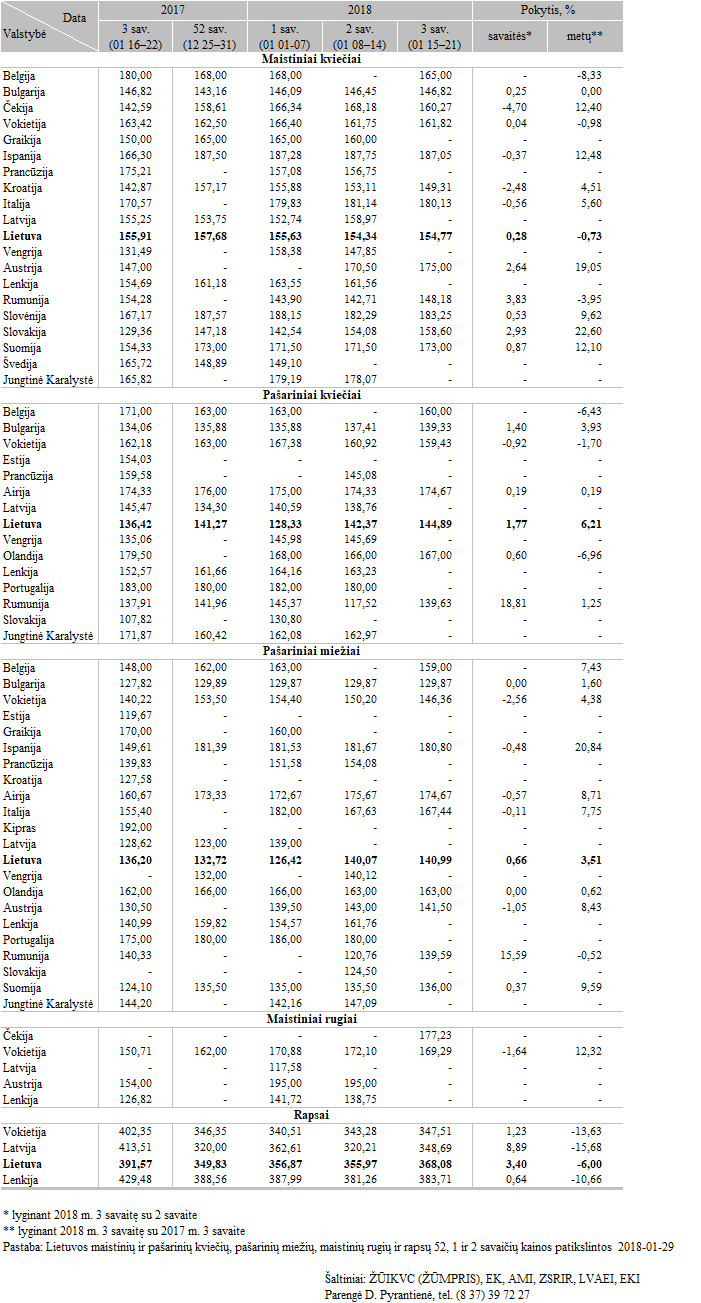 Data 2017 2018 Pokytis, %
Valstybė 3 sav. (01 16–22) 52 sav. (12 25–31) 1 sav. (01 01-07) 2 sav. (01 08–14) 3 sav. (01 15–21) savaitės* metų**
Maistiniai kviečiai
Belgija 180,00 168,00 168,00 - 165,00 - -8,33
Bulgarija 146,82 143,16 146,09 146,45 146,82 0,25 0,00
Čekija 142,59 158,61 166,34 168,18 160,27 -4,70 12,40
Vokietija 163,42 162,50 166,40 161,75 161,82 0,04 -0,98
Graikija 150,00 165,00 165,00 160,00 - - -
Ispanija 166,30 187,50 187,28 187,75 187,05 -0,37 12,48
Prancūzija 175,21 - 157,08 156,75 - - -
Kroatija 142,87 157,17 155,88 153,11 149,31 -2,48 4,51
Italija 170,57 - 179,83 181,14 180,13 -0,56 5,60
Latvija 155,25 153,75 152,74 158,97 - - -
Lietuva 155,91 157,68 155,63 154,34 154,77 0,28 -0,73
Vengrija 131,49 - 158,38 147,85 - - -
Austrija 147,00 - - 170,50 175,00 2,64 19,05
Lenkija 154,69 161,18 163,55 161,56 - - -
Rumunija 154,28 - 143,90 142,71 148,18 3,83 -3,95
Slovėnija 167,17 187,57 188,15 182,29 183,25 0,53 9,62
Slovakija 129,36 147,18 142,54 154,08 158,60 2,93 22,60
Suomija 154,33 173,00 171,50 171,50 173,00 0,87 12,10
Švedija 165,72 148,89 149,10 - - - -
Jungtinė Karalystė 165,82 - 179,19 178,07 - - -
Pašariniai kviečiai
Belgija 171,00 163,00 163,00 - 160,00 - -6,43
Bulgarija 134,06 135,88 135,88 137,41 139,33 1,40 3,93
Vokietija 162,18 163,00 167,38 160,92 159,43 -0,92 -1,70
Estija 154,03 - - - - - -
Prancūzija 159,58 - - 145,08 - - -
Airija 174,33 176,00 175,00 174,33 174,67 0,19 0,19
Latvija 145,47 134,30 140,59 138,76 - - -
Lietuva 136,42 141,27 128,33 142,37 144,89 1,77 6,21
Vengrija 135,06 - 145,98 145,69 - - -
Olandija 179,50 - 168,00 166,00 167,00 0,60 -6,96
Lenkija 152,57 161,66 164,16 163,23 - - -
Portugalija 183,00 180,00 182,00 180,00 - - -
Rumunija 137,91 141,96 145,37 117,52 139,63 18,81 1,25
Slovakija 107,82 - 130,80 - - - -
Jungtinė Karalystė 171,87 160,42 162,08 162,97 - - -
Pašariniai miežiai
Belgija 148,00 162,00 163,00 - 159,00 - 7,43
Bulgarija 127,82 129,89 129,87 129,87 129,87 0,00 1,60
Vokietija 140,22 153,50 154,40 150,20 146,36 -2,56 4,38
Estija 119,67 - - - - - -
Graikija 170,00 - 160,00 - - - -
Ispanija 149,61 181,39 181,53 181,67 180,80 -0,48 20,84
Prancūzija 139,83 - 151,58 154,08 - - -
Kroatija 127,58 - - - - - -
Airija 160,67 173,33 172,67 175,67 174,67 -0,57 8,71
Italija 155,40 - 182,00 167,63 167,44 -0,11 7,75
Kipras 192,00 - - - - - -
Latvija 128,62 123,00 139,00 - - - -
Lietuva 136,20 132,72 126,42 140,07 140,99 0,66 3,51
Vengrija - 132,00 - 140,12 - - -
Olandija 162,00 166,00 166,00 163,00 163,00 0,00 0,62
Austrija 130,50 - 139,50 143,00 141,50 -1,05 8,43
Lenkija 140,99 159,82 154,57 161,76 - - -
Portugalija 175,00 180,00 186,00 180,00 - - -
Rumunija 140,33 - - 120,76 139,59 15,59 -0,52
Slovakija - - - 124,50 - - -
Suomija 124,10 135,50 135,00 135,50 136,00 0,37 9,59
Jungtinė Karalystė 144,20 - 142,16 147,09 - - -
Maistiniai rugiai
Čekija - - - - 177,23 - -
Vokietija 150,71 162,00 170,88 172,10 169,29 -1,64 12,32
Latvija - - 117,58 - - - -
Austrija 154,00 - 195,00 195,00 - - -
Lenkija 126,82 - 141,72 138,75 - - -
Rapsai
Vokietija 402,35 346,35 340,51 343,28 347,51 1,23 -13,63
Latvija 413,51 320,00 362,61 320,21 348,69 8,89 -15,68
Lietuva 391,57 349,83 356,87 355,97 368,08 3,40 -6,00
Lenkija 429,48 388,56 387,99 381,26 383,71 0,64 -10,66
* lyginant 2018 m. 3 savaitę su 2 savaite
** lyginant 2018 m. 3 savaitę su 2017 m. 3 savaite
Pastaba: Lietuvos maistinių ir pašarinių kviečių, pašarinių miežių, maistinių rugių ir rapsų 52, 1 ir 2 savaičių kainos patikslintos 2018-01-29
Šaltiniai: ŽŪIKVC (ŽŪMPRIS), EK, AMI, ZSRIR, LVAEI, EKI
Parengė D. Pyrantienė, tel. (8 37) 39 72 27